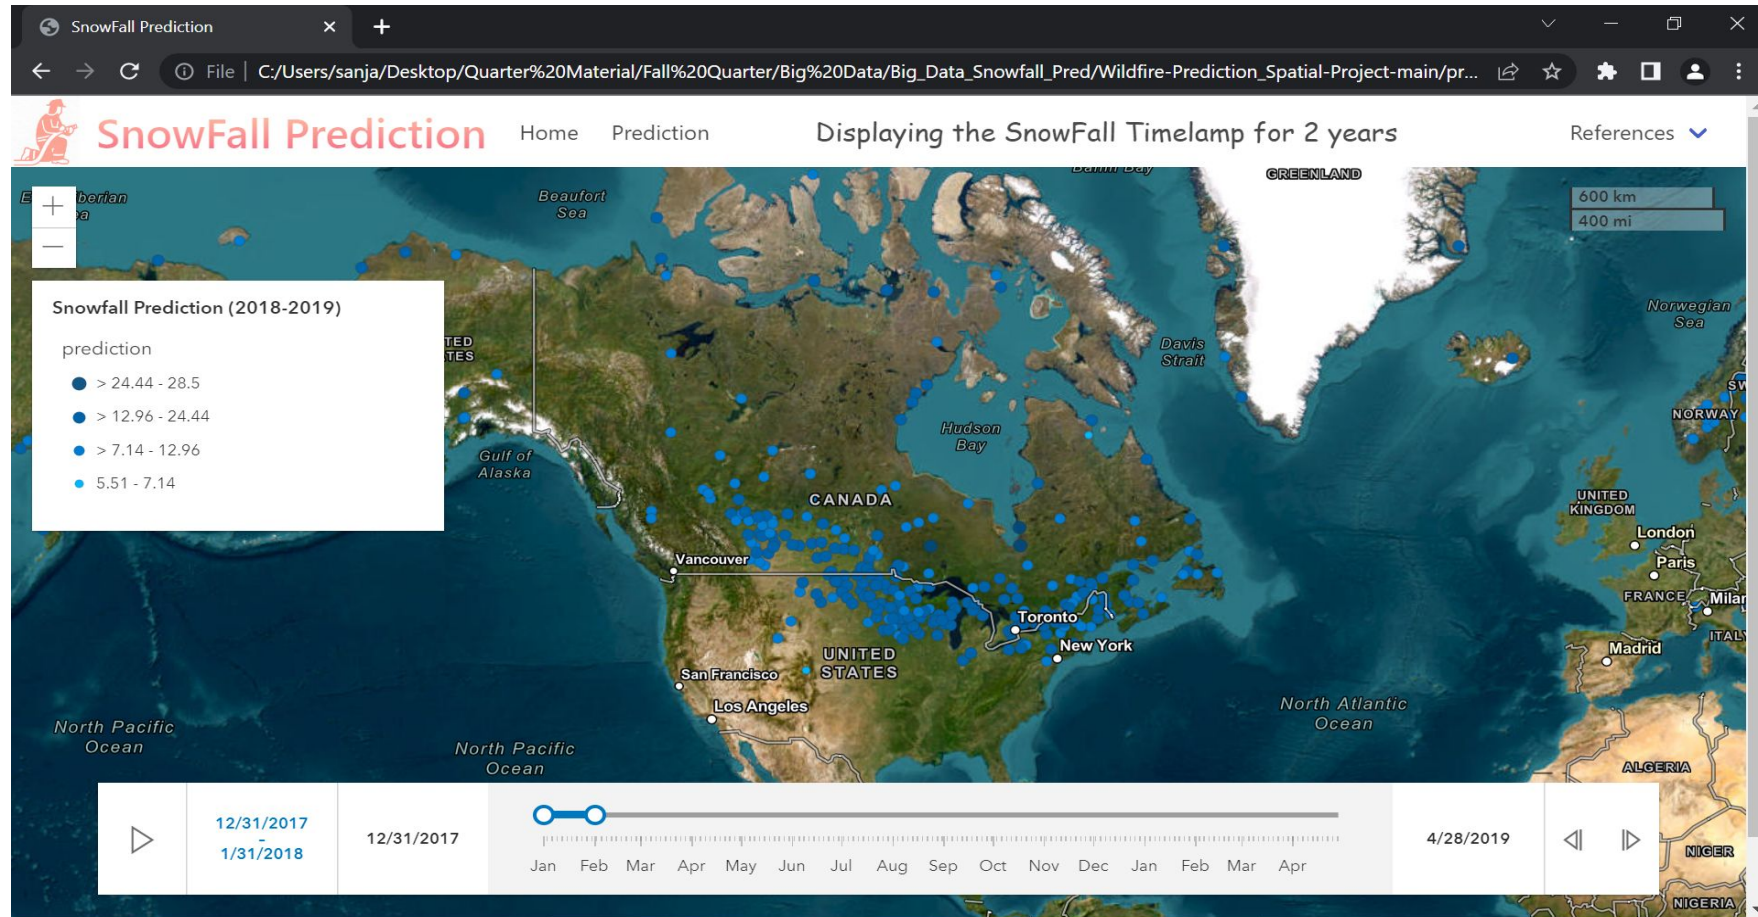 SnowFall Prediction
File | C:/Users/sanja/Desktop/Quarter%20Material/Fall%20Quarter/Big%20Data/Big_Data_Snowfall_Pred/Wildfire-Prediction_Spatial-Project-main/pr...
SnowFall Prediction Home Prediction Displaying the SnowFall Timelamp for 2 years References
GREENLAND
Beaufort
Sea
600 km
400 mi
+
−
Snowfall Prediction (2018-2019)
prediction
> 24.44 - 28.5
> 12.96 - 24.44
> 7.14 - 12.96
5.51 - 7.14
Norwegian
Sea
Davis
Strait
NORWAY
Hudson
Bay
Gulf of
Alaska
CANADA
UNITED
KINGDOM
London
Vancouver
Paris
FRANCE
Milan
Toronto
New York
UNITED
STATES
Madrid
ITALY
San Francisco
Los Angeles
North Pacific
Ocean
North Pacific
Ocean
North Atlantic
Ocean
ALGERIA
12/31/2017
-
1/31/2018
12/31/2017
Jan Feb Mar Apr May Jun Jul Aug Sep Oct Nov Dec Jan Feb Mar Apr
4/28/2019
NIGER
NIGERIA